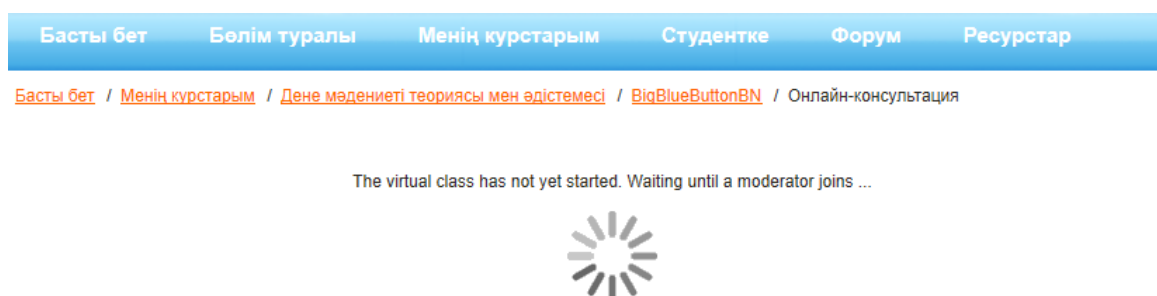 Басты бет Бөлім туралы Менің курстарым Студентке Форум Ресурстар
Басты бет / Менің курстарым / Дене мәдениеті теориясы мен әдістемесі / BigBlueButtonBN / Онлайн-консультация
The virtual class has not yet started. Waiting until a moderator joins ...